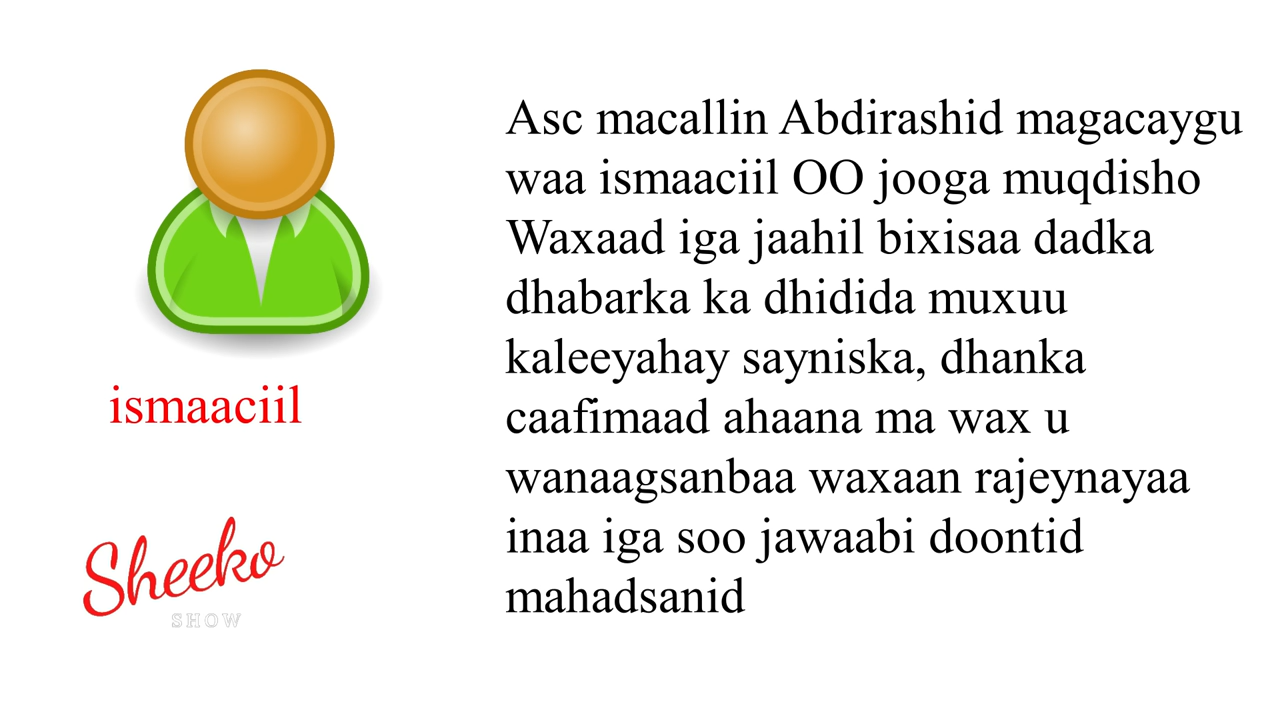 Asc macallin Abdirashid magacaygu
waa ismaaciil OO jooga muqdisho
Waxaad iga jaahil bixisaa dadka
dhabarka ka dhidida muxuu
kaleeyahay sayniska, dhanka
caafimaad ahaana ma wax u
wanaagsanbaa waxaan rajeynayaa
inaa iga soo jawaabi doontid
mahadsanid
ismaaciil
Sheeko
SHOW